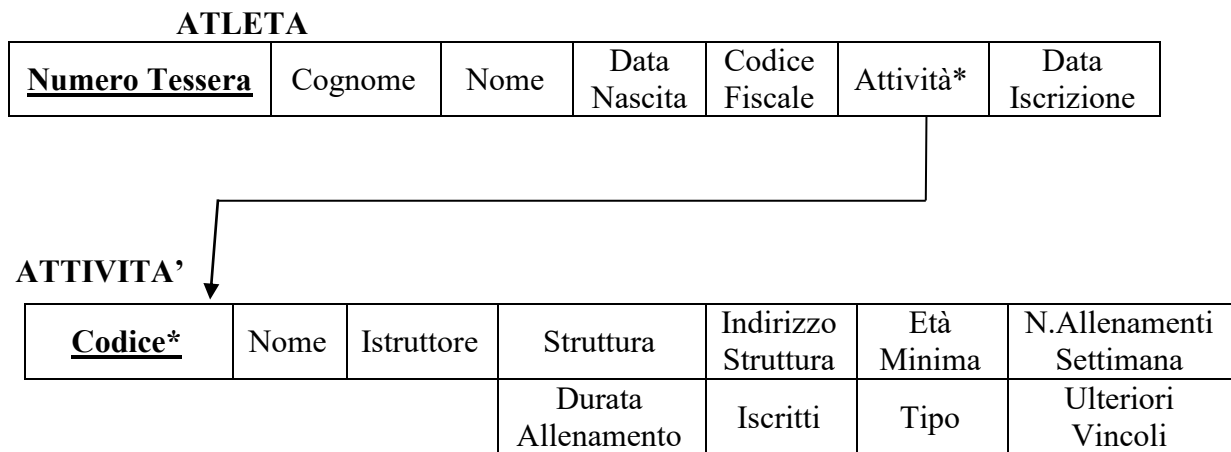 ATLETA
Numero Tessera Cognome Nome Data Nascita Codice Fiscale Attività* Data Iscrizione
ATTIVITA’
Codice* Nome Istruttore Struttura Indirizzo Struttura Età Minima N.Allenamenti Settimana
Durata Allenamento Iscritti Tipo Ulteriori Vincoli